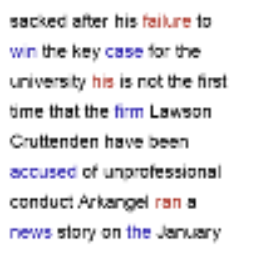 sacked after his failure to
win the key case for the
university his is not the first
time that the firm Lawson
Cruttenden have been
accused of unprofessional
conduct Arkangel ran a
news story on the January